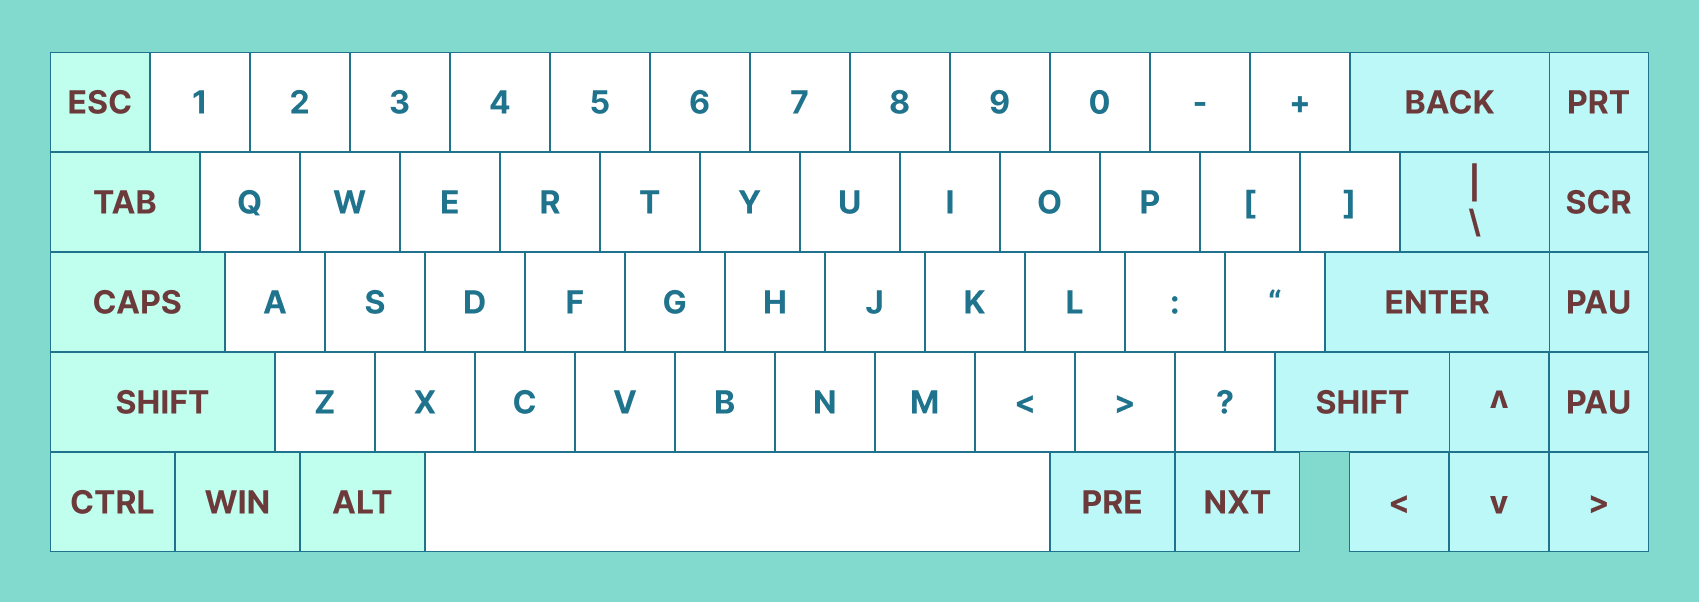 ESC 1 2 3 4 5 6 7 8 9 0 - + BACK PRT
TAB Q W E R T Y U I O P [ ] | \ SCR
CAPS A S D F G H J K L : “ ENTER PAU
SHIFT Z X C V B N M < > ? SHIFT ʌ PAU
CTRL WIN ALT PRE NXT < v >